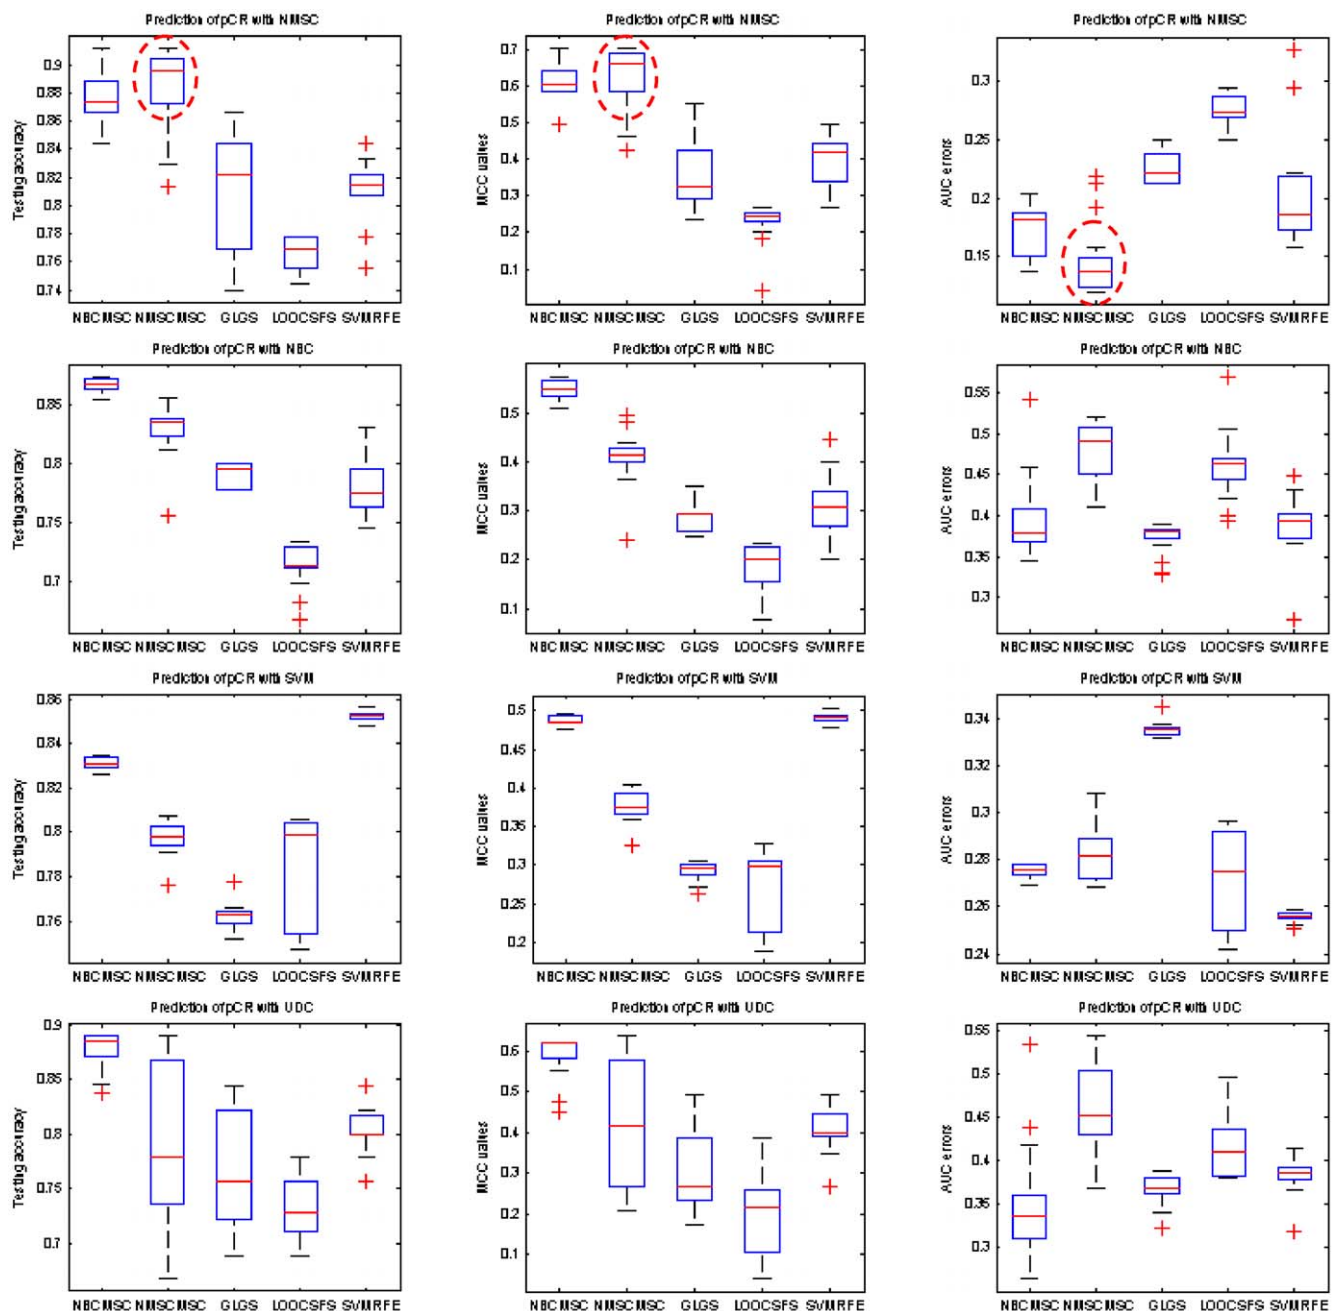 Prediction of pCR with NMSC
Testing accuracy
0.9
0.88
0.86
0.84
0.82
0.8
0.78
0.76
0.74
NBCMSC NMSCMSC GLGS LOOCSFS SVMRFE
Prediction of pCR with NMSC
MCC values
0.7
0.6
0.5
0.4
0.3
0.2
0.1
NBCMSC NMSCMSC GLGS LOOCSFS SVMRFE
Prediction of pCR with NMSC
AUC errors
0.3
0.25
0.2
0.15
NBCMSC NMSCMSC GLGS LOOCSFS SVMRFE
Prediction of pCR with NBC
Testing accuracy
0.85
0.8
0.75
0.7
NBCMSC NMSCMSC GLGS LOOCSFS SVMRFE
Prediction of pCR with NBC
MCC values
0.5
0.4
0.3
0.2
0.1
NBCMSC NMSCMSC GLGS LOOCSFS SVMRFE
Prediction of pCR with NBC
AUC errors
0.55
0.5
0.45
0.4
0.35
0.3
NBCMSC NMSCMSC GLGS LOOCSFS SVMRFE
Prediction of pCR with SVM
Testing accuracy
0.86
0.84
0.82
0.8
0.78
0.76
NBCMSC NMSCMSC GLGS LOOCSFS SVMRFE
Prediction of pCR with SVM
MCC values
0.5
0.45
0.4
0.35
0.3
0.25
0.2
NBCMSC NMSCMSC GLGS LOOCSFS SVMRFE
Prediction of pCR with SVM
AUC errors
0.34
0.32
0.3
0.28
0.26
0.24
NBCMSC NMSCMSC GLGS LOOCSFS SVMRFE
Prediction of pCR with UDC
Testing accuracy
0.9
0.85
0.8
0.75
0.7
NBCMSC NMSCMSC GLGS LOOCSFS SVMRFE
Prediction of pCR with UDC
MCC values
0.6
0.5
0.4
0.3
0.2
0.1
NBCMSC NMSCMSC GLGS LOOCSFS SVMRFE
Prediction of pCR with UDC
AUC errors
0.55
0.5
0.45
0.4
0.35
0.3
NBCMSC NMSCMSC GLGS LOOCSFS SVMRFE